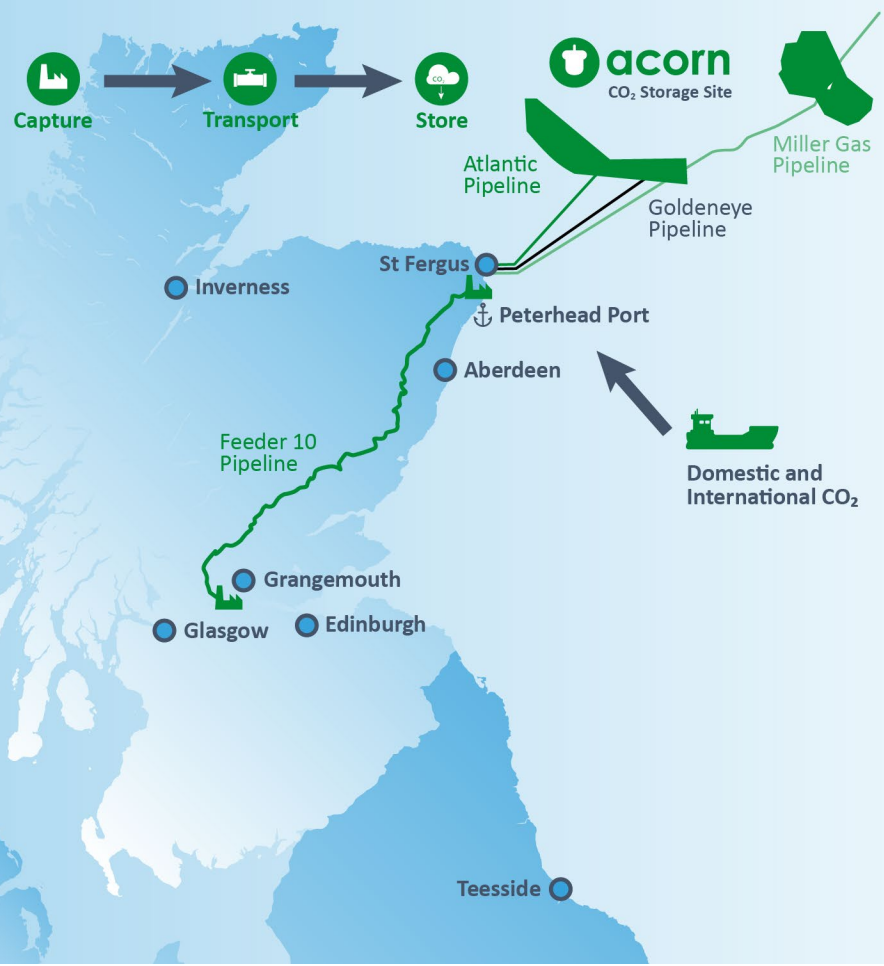 acorn
CO₂ Storage Site
Capture
Transport
CO₂
Store
Miller Gas
Pipeline
Atlantic
Pipeline
Goldeneye
Pipeline
St Fergus
Inverness
Peterhead Port
Aberdeen
Feeder 10
Pipeline
Domestic and
International CO₂
Grangemouth
Glasgow
Edinburgh
Teesside